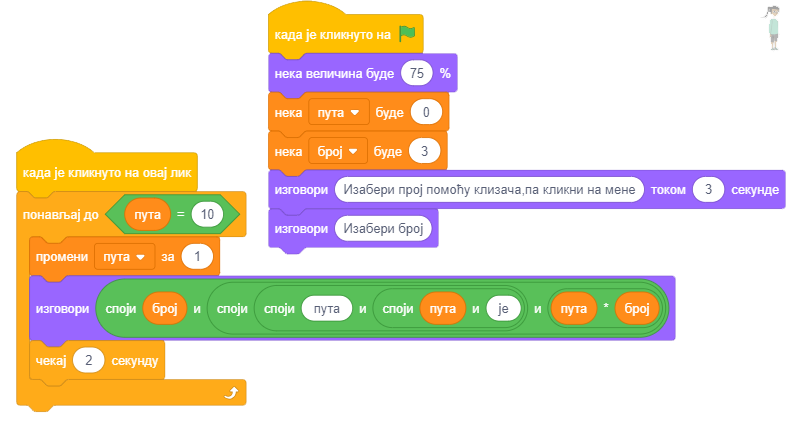 када је кликнуто на
нека величина буде 75 %
нека пута буде 0
нека број буде 3
изговори Изабери прој помоћу клизача,па кликни на мене током 3 секунде
изговори Изабери број
када је кликнуто на овај лик
понављај до пута = 10
промени пута за 1
изговори споји број и споји споји пута и споји пута и је и пута * број
чекај 2 секунду